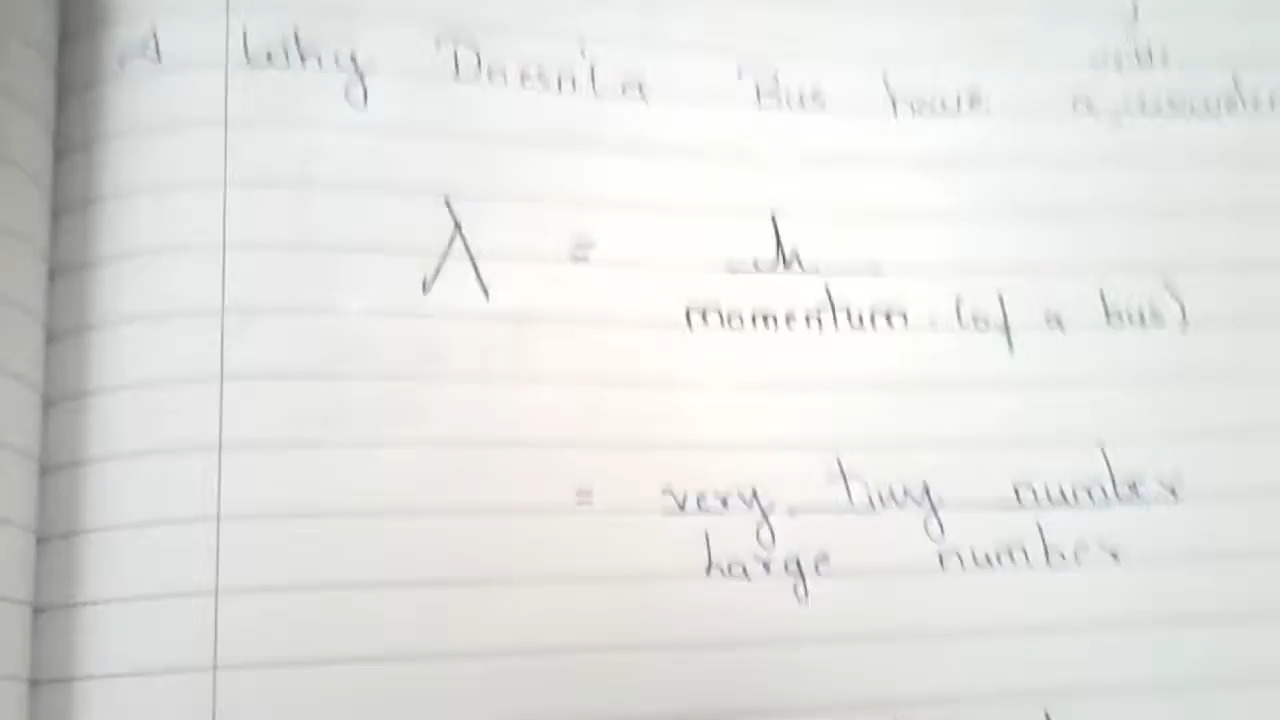 Why Doesn't a Bus have a
λ = h
momentum (of a bus)
= very tiny number
large number